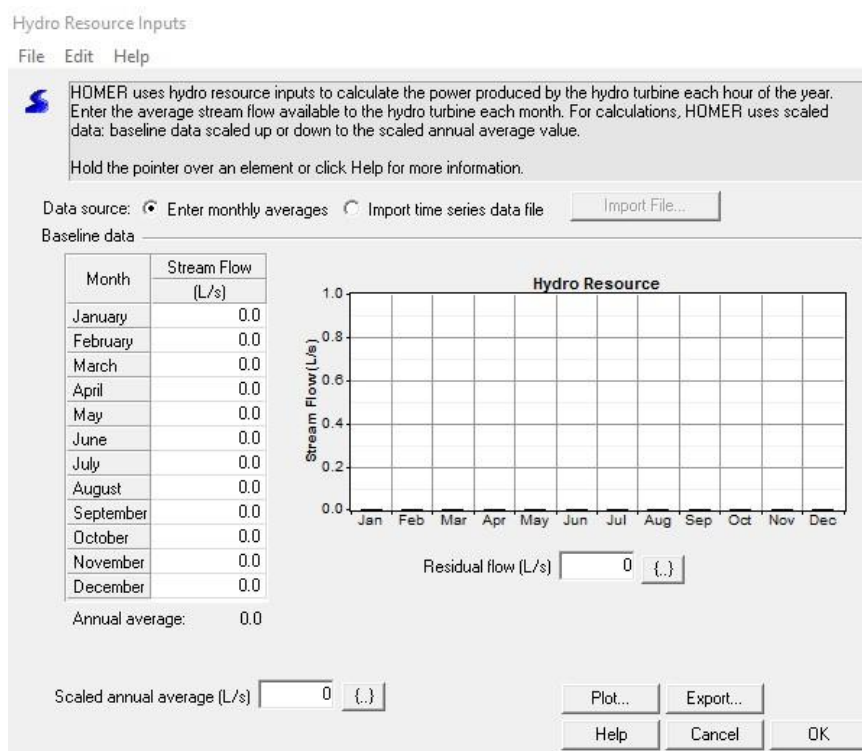 Hydro Resource Inputs
File Edit Help
HOMER uses hydro resource inputs to calculate the power produced by the hydro turbine each hour of the year.
Enter the average stream flow available to the hydro turbine each month. For calculations, HOMER uses scaled
data: baseline data scaled up or down to the scaled annual average value.
Hold the pointer over an element or click Help for more information.
Data source: Enter monthly averages Import time series data file Import File...
Baseline data
Month Stream Flow
(L/s)
January 0.0
February 0.0
March 0.0
April 0.0
May 0.0
June 0.0
July 0.0
August 0.0
September 0.0
October 0.0
November 0.0
December 0.0
Annual average: 0.0
Hydro Resource
Stream Flow (L/s)
1.0
0.8
0.6
0.4
0.2
0.0
Jan Feb Mar Apr May Jun Jul Aug Sep Oct Nov Dec
Residual flow (L/s) 0 {..}
Scaled annual average (L/s) 0 {..}
Plot... Export...
Help Cancel OK